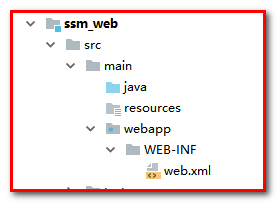 ssm_web
src
main
java
resources
webapp
WEB-INF
web.xml